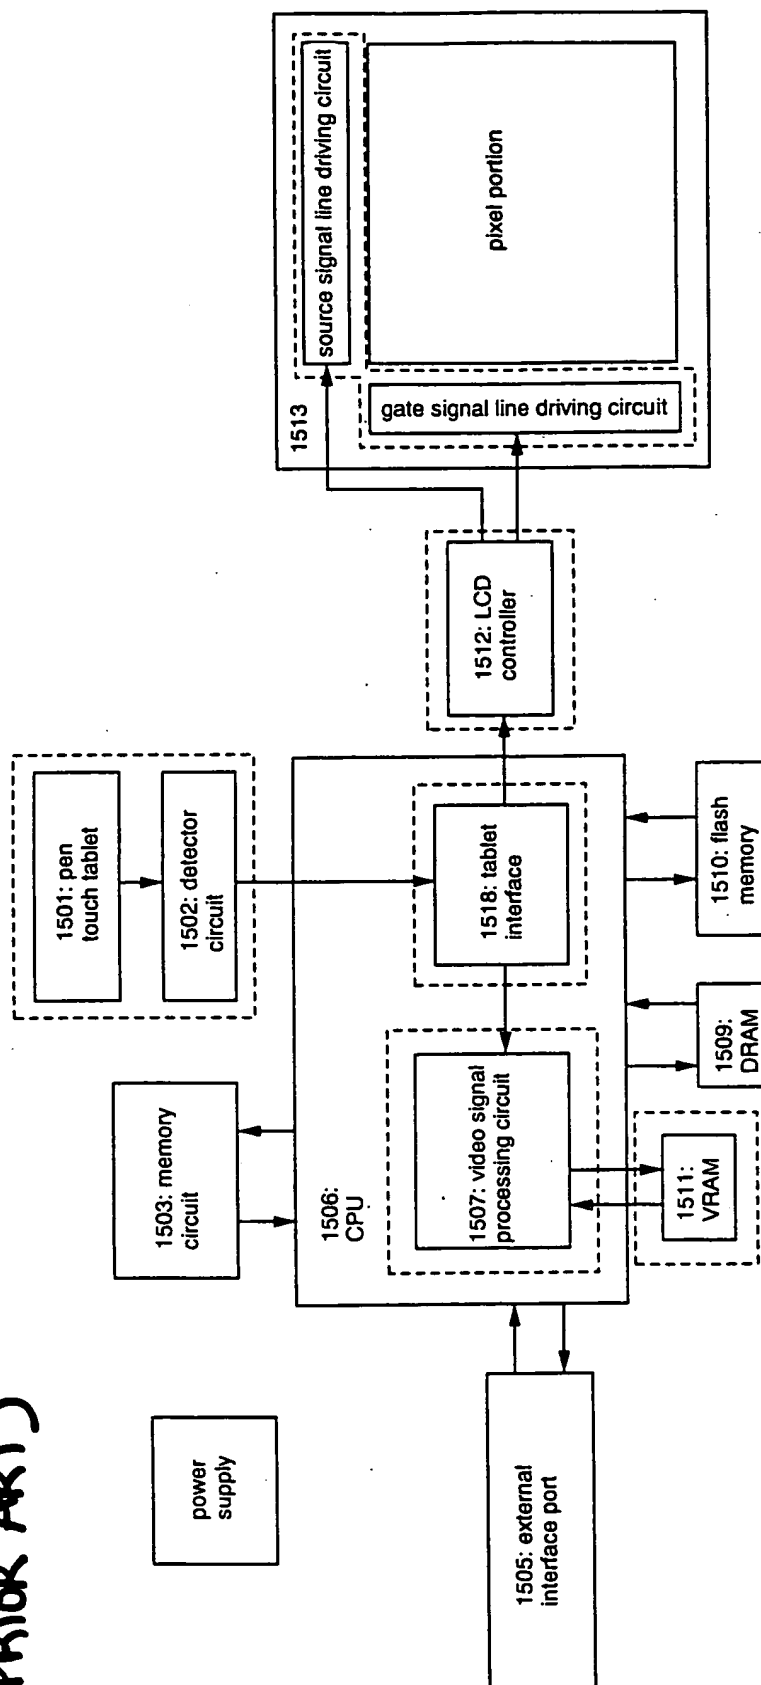 PRIOR ART)
power
supply
1503: memory
circuit
1501: pen
touch tablet
1502: detector
circuit
1506:
CPU
1513
source signal line driving circuit
gate signal line driving circuit
pixel portion
1507: video signal
processing circuit
1518: tablet
interface
1512: LCD
controller
1505: external
interface port
1511:
VRAM
1509:
DRAM
1510: flash
memory